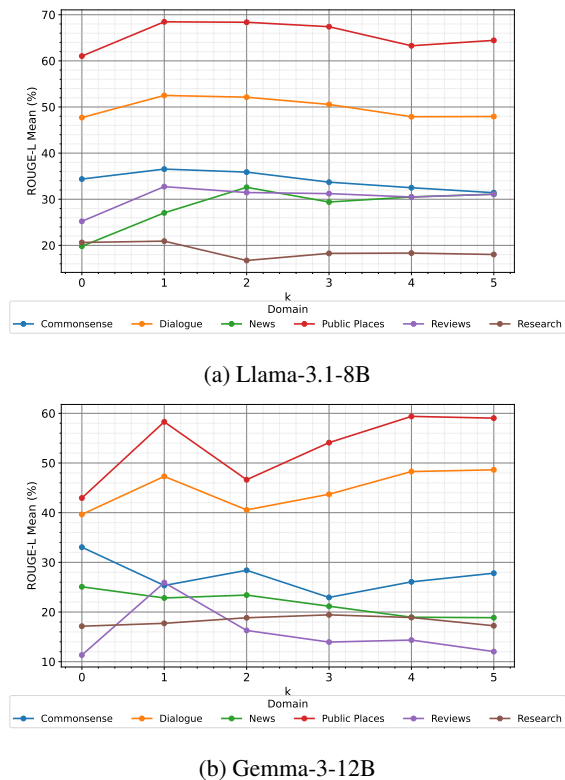 70
60
50
40
30
20
ROUGE-L Mean (%)
0 1 2 3 4 5
k
Domain
Commonsense Dialogue News Public Places Reviews Research
(a) Llama-3.1-8B
60
50
40
30
20
10
ROUGE-L Mean (%)
0 1 2 3 4 5
k
Domain
Commonsense Dialogue News Public Places Reviews Research
(b) Gemma-3-12B